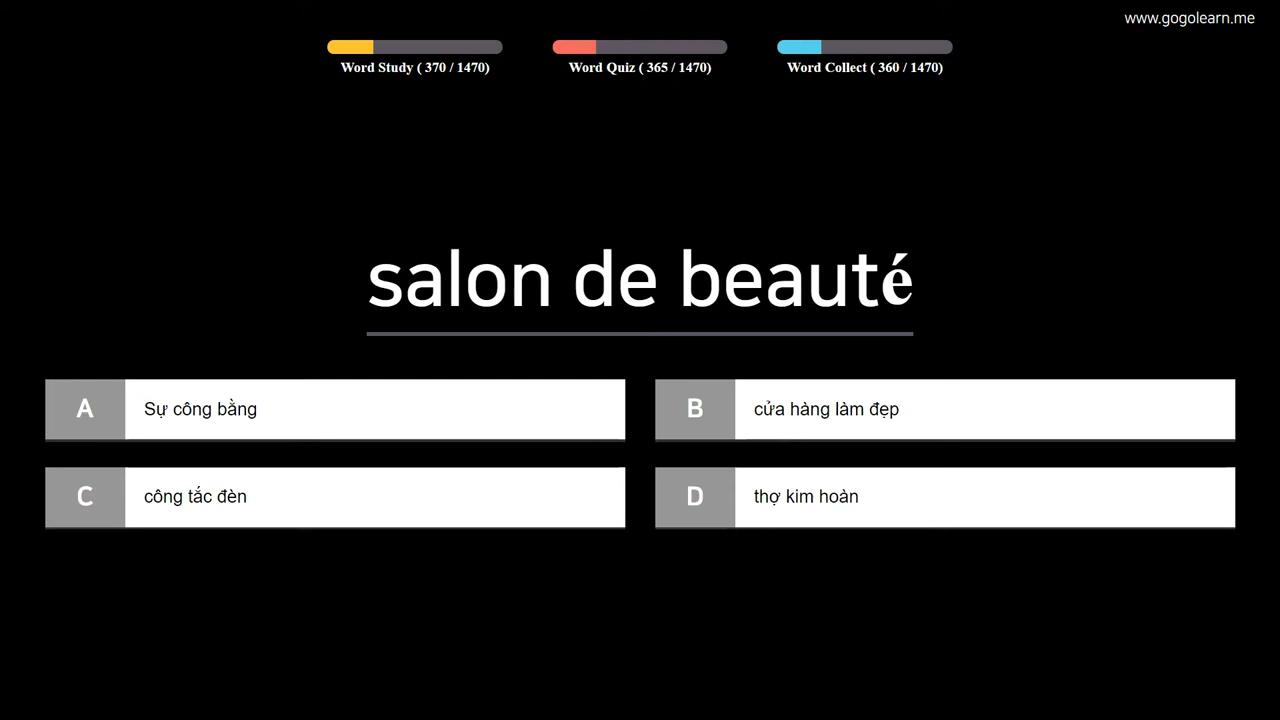 www.gogolearn.me
Word Study ( 370 / 1470)
Word Quiz ( 365 / 1470)
Word Collect ( 360 / 1470)
salon de beauté
A Sự công bằng
B cửa hàng làm đẹp
C công tắc đèn
D thợ kim hoàn